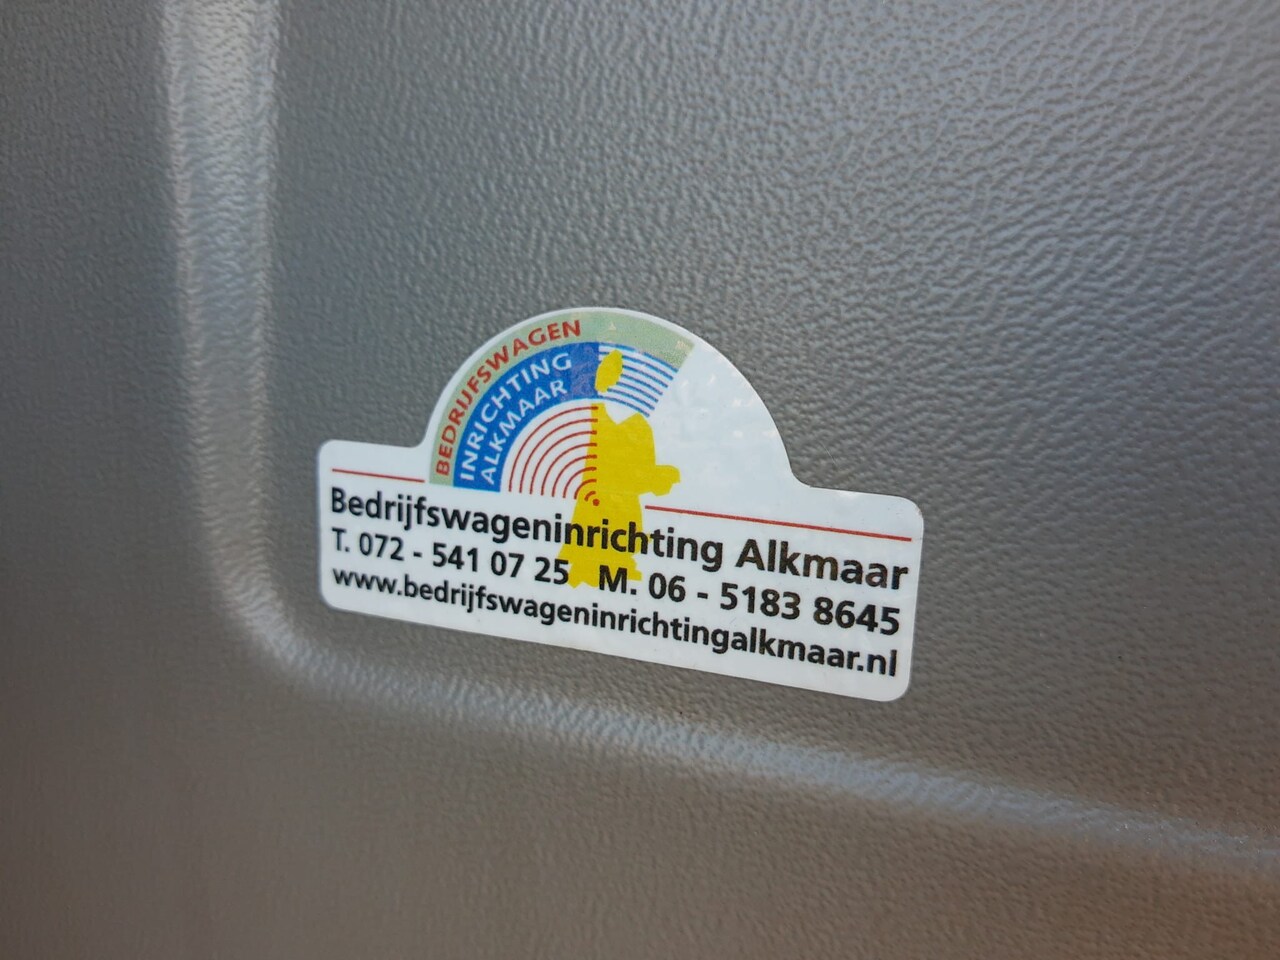 BEDRIJFSWAGEN
INRICHTING
ALKMAAR
Bedrijfswageninrichting Alkmaar
T. 072 - 541 07 25 M. 06 - 5183 8645
www.bedrijfswageninrichtingalkmaar.nl